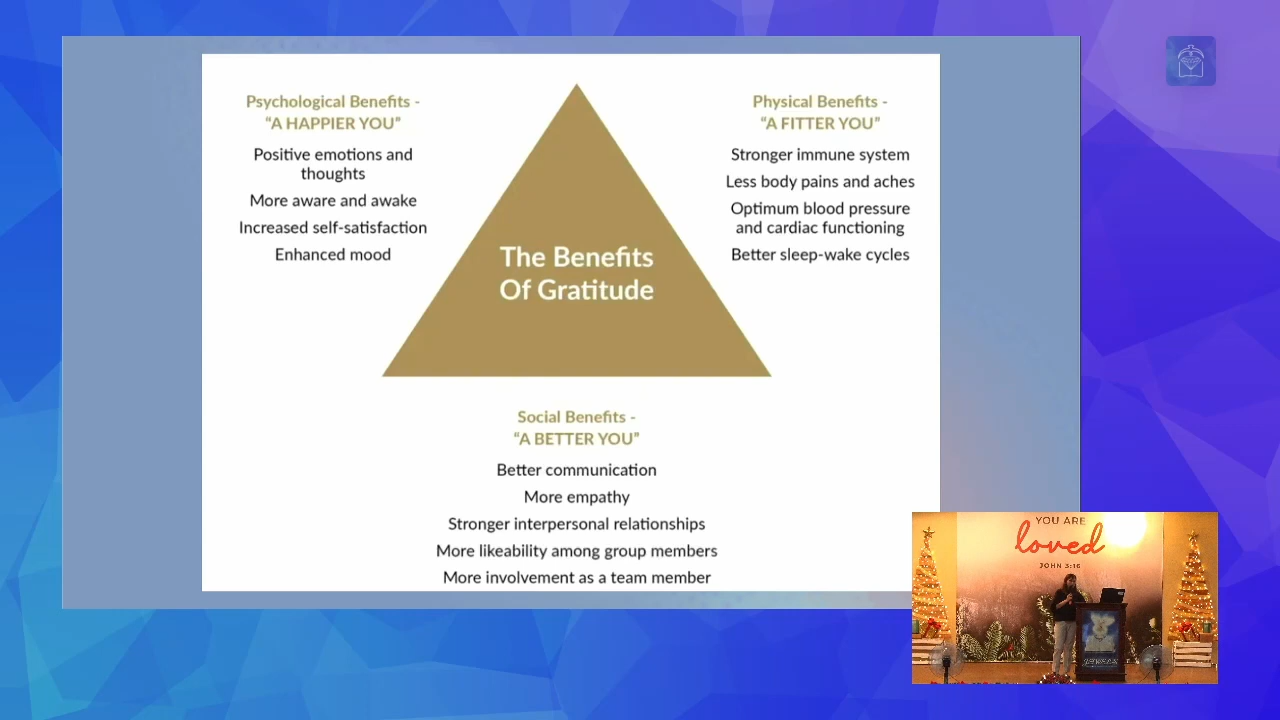 Psychological Benefits -
“A HAPPIER YOU”
Positive emotions and
thoughts
More aware and awake
Increased self-satisfaction
Enhanced mood
The Benefits
Of Gratitude
Physical Benefits -
“A FITTER YOU”
Stronger immune system
Less body pains and aches
Optimum blood pressure
and cardiac functioning
Better sleep-wake cycles
Social Benefits -
“A BETTER YOU”
Better communication
More empathy
Stronger interpersonal relationships
More likeability among group members
More involvement as a team member
YOU ARE
loved
JOHN 3:16